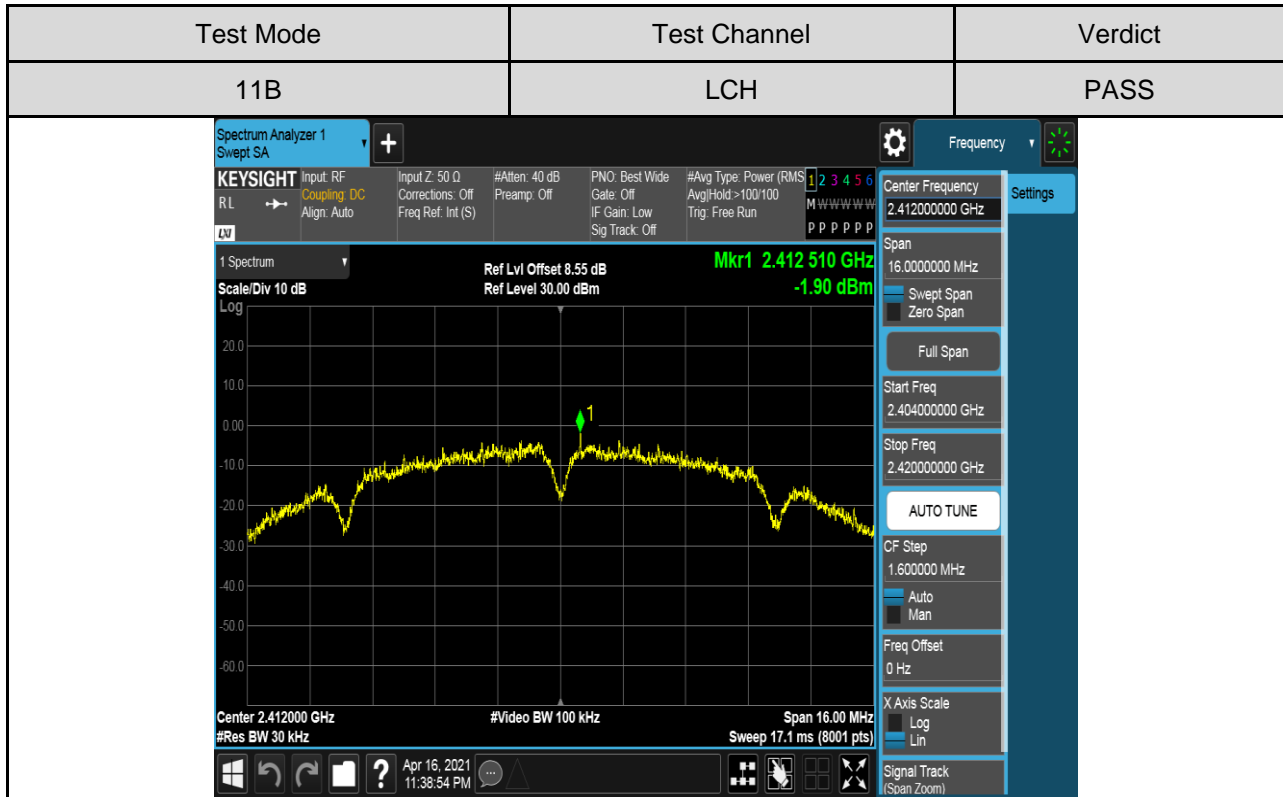 Test Mode Test Channel Verdict
11B LCH PASS
Spectrum Analyzer 1
Swept SA
+
Frequency
KEYSIGHT
RL
LXI
Input: RF
Coupling: DC
Align: Auto
Input Z: 50 Ω
Corrections: Off
Freq Ref: Int (S)
#Atten: 40 dB
Preamp: Off
PNO: Best Wide
Gate: Off
IF Gain: Low
Sig Track: Off
#Avg Type: Power (RMS
Avg|Hold:>100/100
Trig: Free Run
1 2 3 4 5 6
M W W W W W
P P P P P P
1 Spectrum
Scale/Div 10 dB
Log
Ref Lvl Offset 8.55 dB
Ref Level 30.00 dBm
Mkr1 2.412 510 GHz
-1.90 dBm
20.0
10.0
0.00
-10.0
-20.0
-30.0
-40.0
-50.0
-60.0
1
Center 2.412000 GHz
#Res BW 30 kHz
#Video BW 100 kHz
Span 16.00 MHz
Sweep 17.1 ms (8001 pts)
Center Frequency
2.412000000 GHz
Settings
Span
16.0000000 MHz
Swept Span
Zero Span
Full Span
Start Freq
2.404000000 GHz
Stop Freq
2.420000000 GHz
AUTO TUNE
CF Step
1.600000 MHz
Auto
Man
Freq Offset
0 Hz
X Axis Scale
Log
Lin
Signal Track
(Span Zoom)
?
Apr 16, 2021
11:38:54 PM